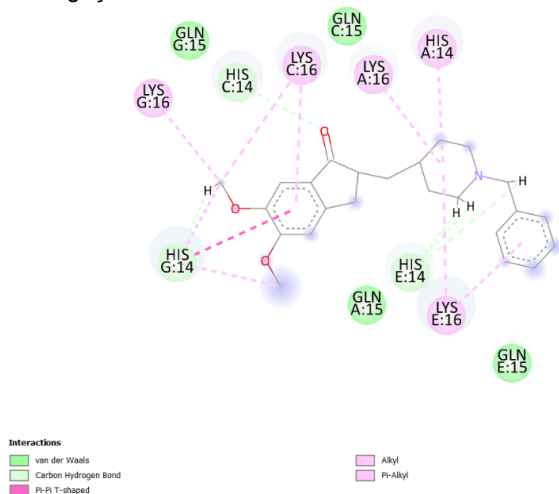 GLN
G:15
GLN
C:15
LYS
C:16
HIS
A:14
HIS
C:14
LYS
A:16
LYS
G:16
O
H
O
N
H
H
H
O
HIS
G:14
HIS
E:14
GLN
A:15
LYS
E:16
GLN
E:15
Interactions
van der Waals
Carbon Hydrogen Bond
Pi-Pi T-shaped
Alkyl
Pi-Alkyl